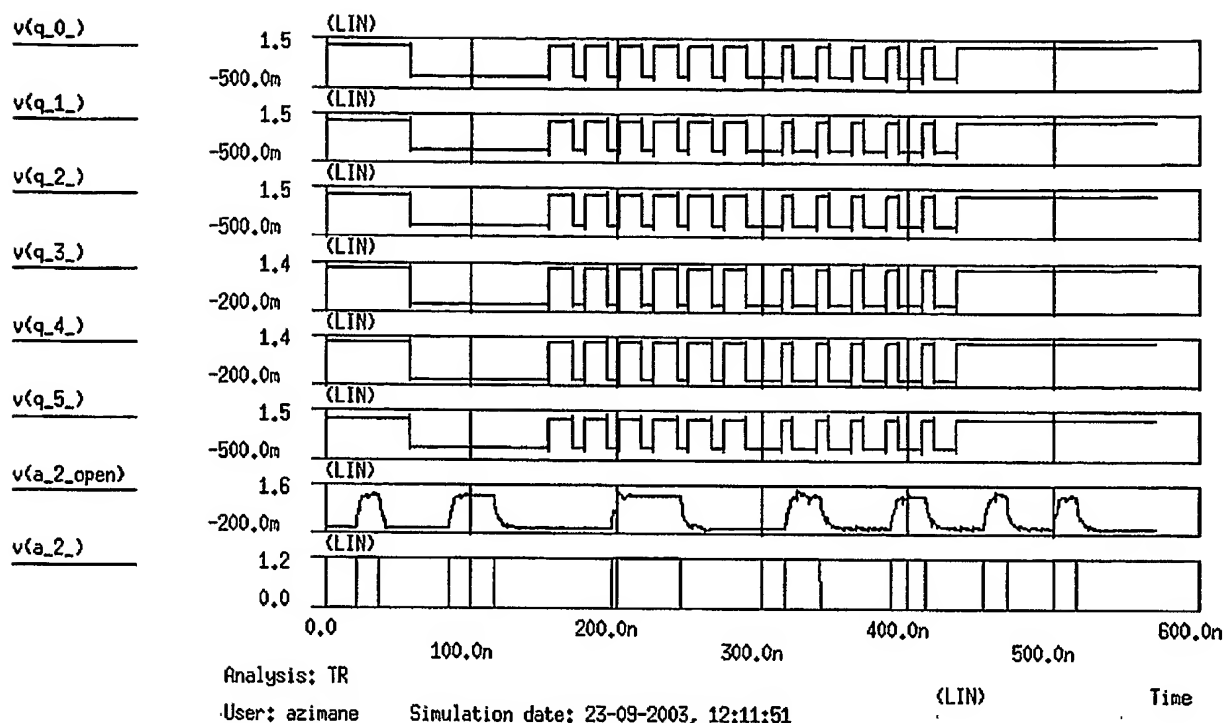 (LIN)
v(q_0_) 1.5
-500.0m
(LIN)
v(q_1_) 1.5
-500.0m
(LIN)
v(q_2_) 1.5
-500.0m
(LIN)
v(q_3_) 1.4
-200.0m
(LIN)
v(q_4_) 1.4
-200.0m
(LIN)
v(q_5_) 1.5
-500.0m
(LIN)
v(a_2_open) 1.6
-200.0m
(LIN)
v(a_2_) 1.2
0.0
0.0 200.0n 400.0n 600.0n
100.0n 300.0n 500.0n
Analysis: TR
(LIN) Time
User: azimane Simulation date: 23-09-2003, 12:11:51